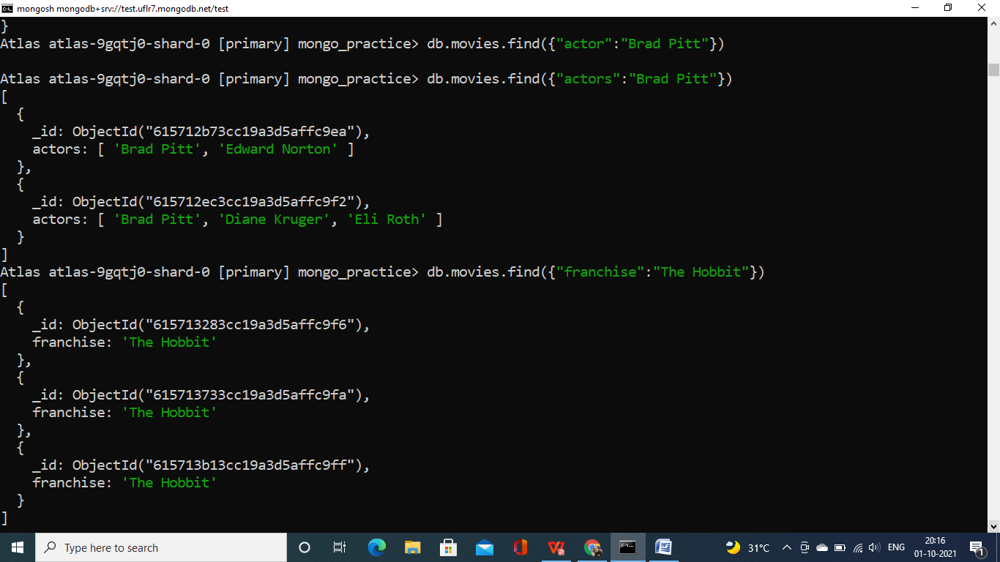 mongosh mongodb+srv://test.uflr7.mongodb.net/test
}
Atlas atlas-9gqtj0-shard-0 [primary] mongo_practice> db.movies.find({"actor":"Brad Pitt"})
Atlas atlas-9gqtj0-shard-0 [primary] mongo_practice> db.movies.find({"actors":"Brad Pitt"})
[
  {
    _id: ObjectId("615712b73cc19a3d5affc9ea"),
    actors: [ 'Brad Pitt', 'Edward Norton' ]
  },
  {
    _id: ObjectId("615712ec3cc19a3d5affc9f2"),
    actors: [ 'Brad Pitt', 'Diane Kruger', 'Eli Roth' ]
  }
]
Atlas atlas-9gqtj0-shard-0 [primary] mongo_practice> db.movies.find({"franchise":"The Hobbit"})
[
  {
    _id: ObjectId("615713283cc19a3d5affc9f6"),
    franchise: 'The Hobbit'
  },
  {
    _id: ObjectId("615713733cc19a3d5affc9fa"),
    franchise: 'The Hobbit'
  },
  {
    _id: ObjectId("615713b13cc19a3d5affc9ff"),
    franchise: 'The Hobbit'
  }
]
Type here to search
31°C
ENG
20:16
01-10-2021
1